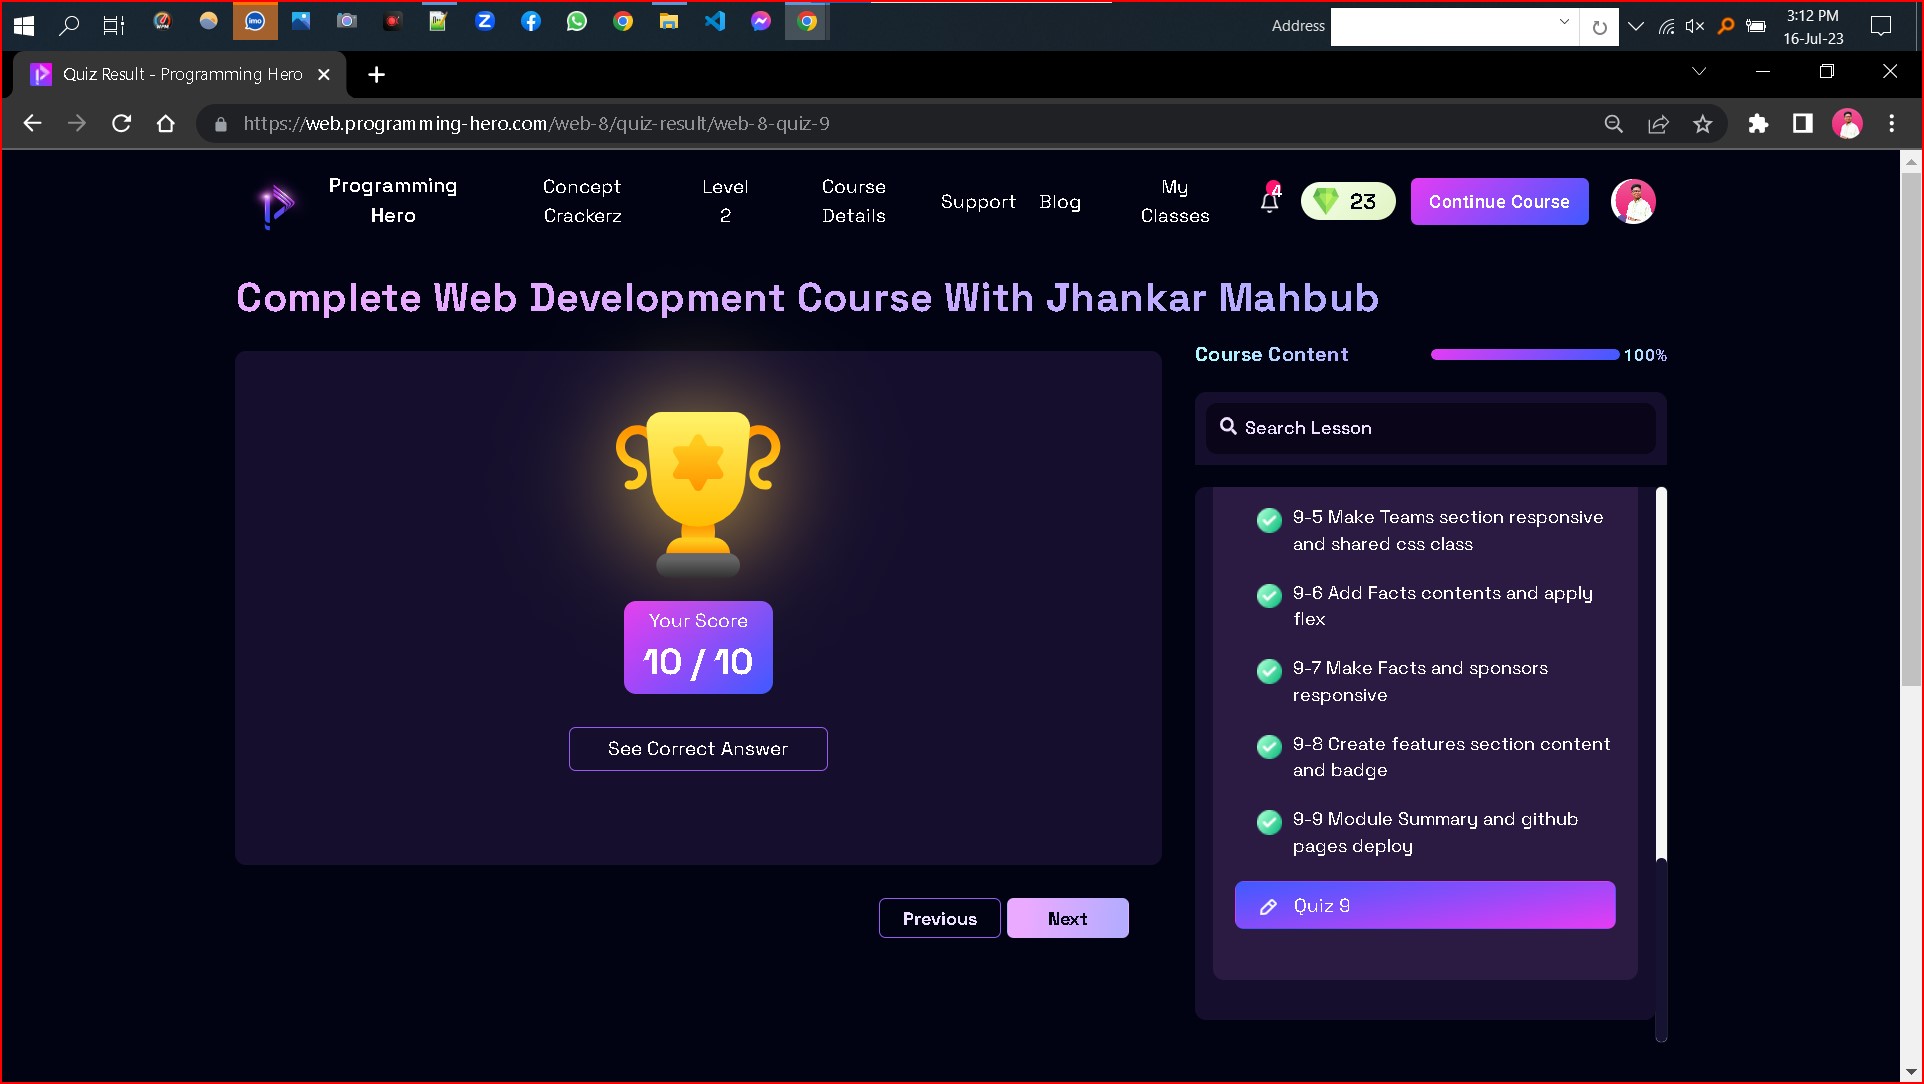 Address
3:12 PM
16-Jul-23
Quiz Result - Programming Hero
https://web.programming-hero.com/web-8/quiz-result/web-8-quiz-9
Programming
Hero
Concept
Crackerz
Level
2
Course
Details
Support
Blog
My
Classes
4
23
Continue Course
Complete Web Development Course With Jhankar Mahbub
Course Content
100%
Search Lesson
Your Score
10 / 10
See Correct Answer
Previous
Next
9-5 Make Teams section responsive
and shared css class
9-6 Add Facts contents and apply
flex
9-7 Make Facts and sponsors
responsive
9-8 Create features section content
and badge
9-9 Module Summary and github
pages deploy
Quiz 9